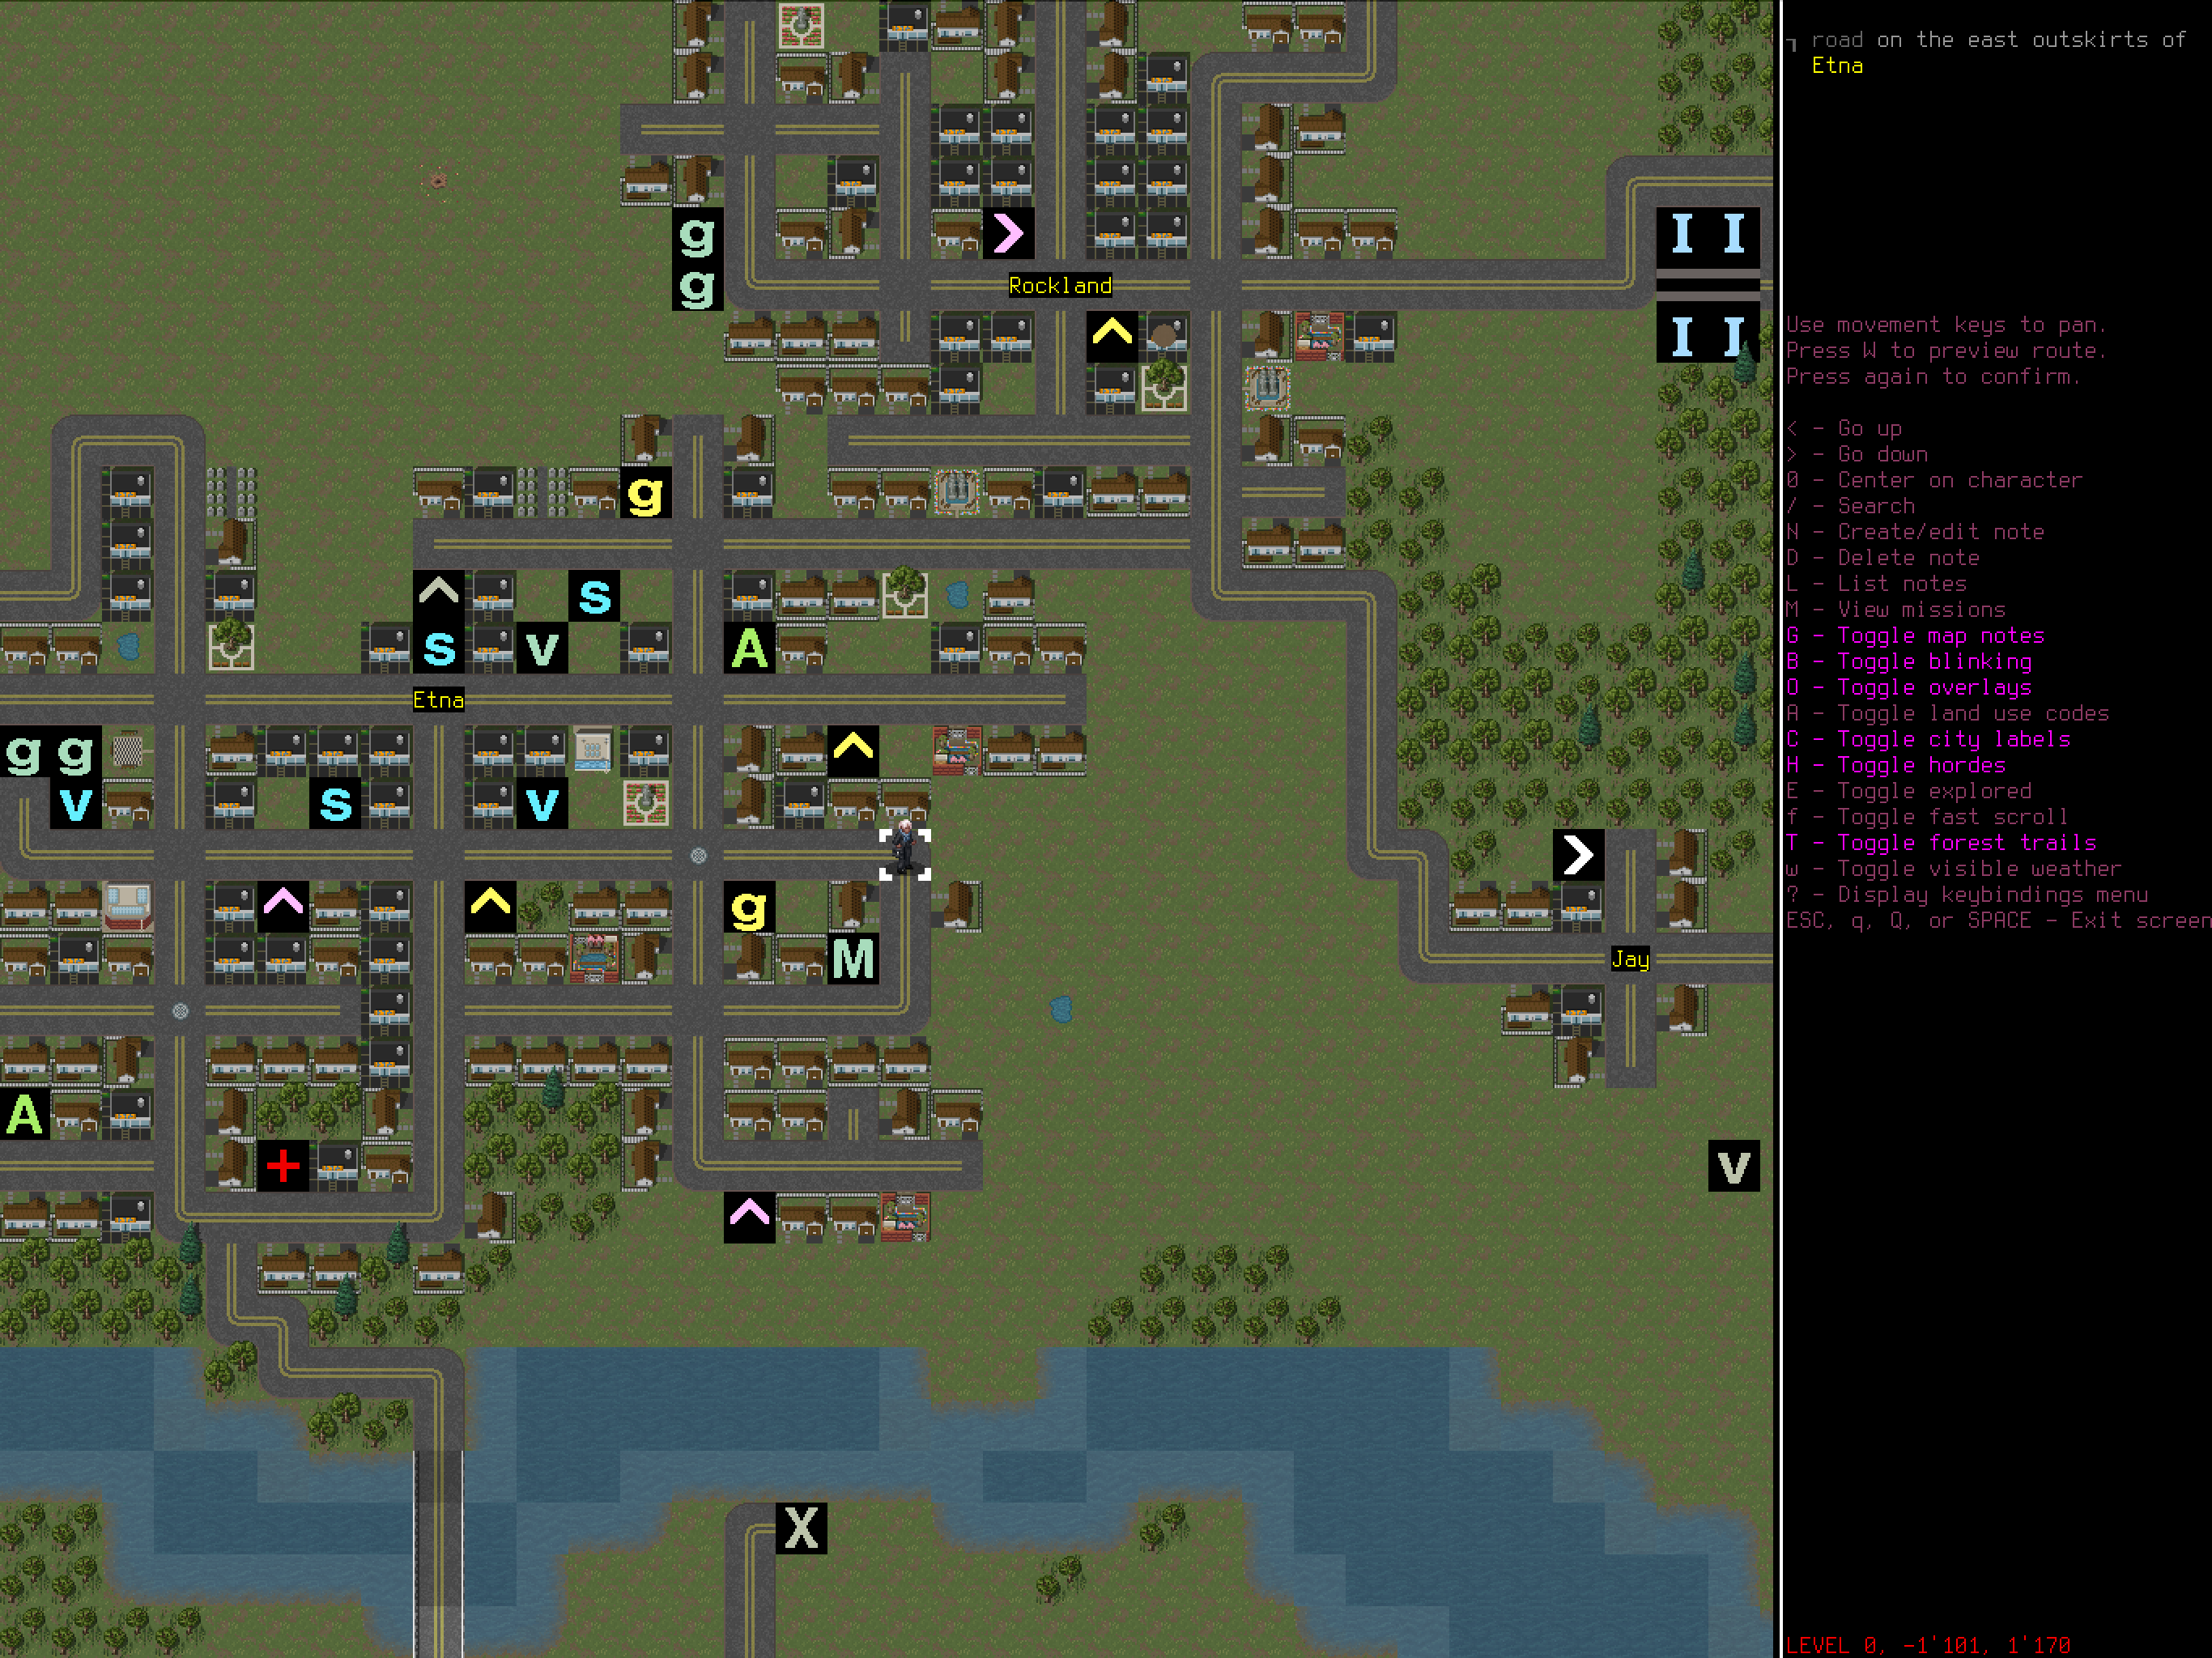 ┐ road on the east outskirts of
Etna
g
g
>
I I
Rockland
I I
^
g
^
s
s
v
A
Etna
g g
^
v
s
v
>
^
^
g
M
Jay
A
+
v
^
X
Use movement keys to pan.
Press W to preview route.
Press again to confirm.
< - Go up
> - Go down
0 - Center on character
/ - Search
N - Create/edit note
D - Delete note
L - List notes
M - View missions
G - Toggle map notes
B - Toggle blinking
O - Toggle overlays
A - Toggle land use codes
C - Toggle city labels
H - Toggle hordes
E - Toggle explored
f - Toggle fast scroll
T - Toggle forest trails
w - Toggle visible weather
? - Display keybindings menu
ESC, q, Q, or SPACE - Exit screen
LEVEL 0, -1'101, 1'170